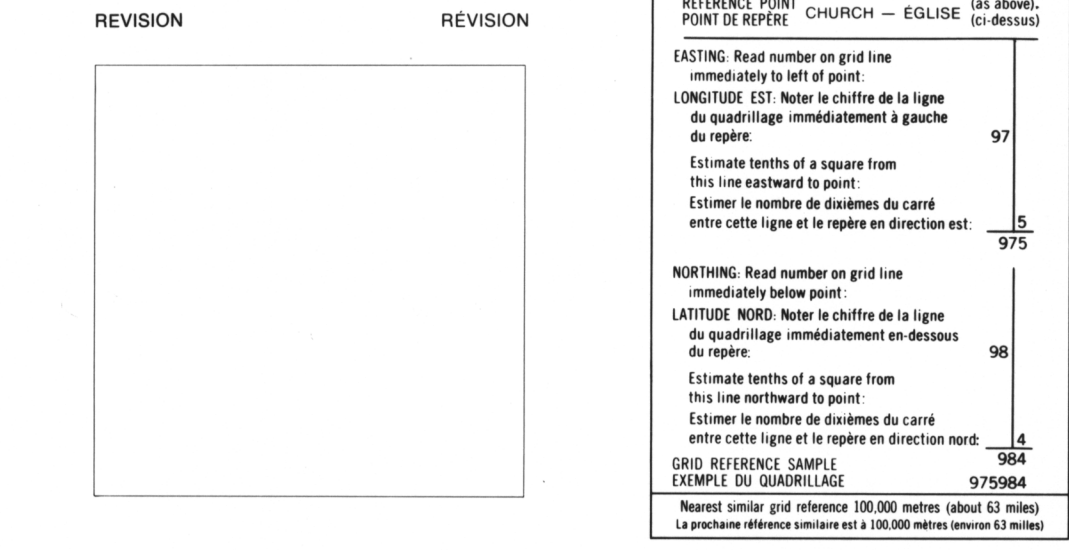 REVISION RÉVISION
REFERENCE POINT
POINT DE REPÈRE CHURCH — ÉGLISE (as above).
(ci-dessus)
EASTING: Read number on grid line
immediately to left of point:
LONGITUDE EST: Noter le chiffre de la ligne
du quadrillage immédiatement à gauche
du repère: 97
Estimate tenths of a square from
this line eastward to point:
Estimer le nombre de dixièmes du carré
entre cette ligne et le repère en direction est: 5
975
NORTHING: Read number on grid line
immediately below point:
LATITUDE NORD: Noter le chiffre de la ligne
du quadrillage immédiatement en-dessous
du repère: 98
Estimate tenths of a square from
this line northward to point:
Estimer le nombre de dixièmes du carré
entre cette ligne et le repère en direction nord: 4
GRID REFERENCE SAMPLE 984
EXEMPLE DU QUADRILLAGE 975984
Nearest similar grid reference 100,000 metres (about 63 miles)
La prochaine référence similaire est à 100,000 mètres (environ 63 milles)